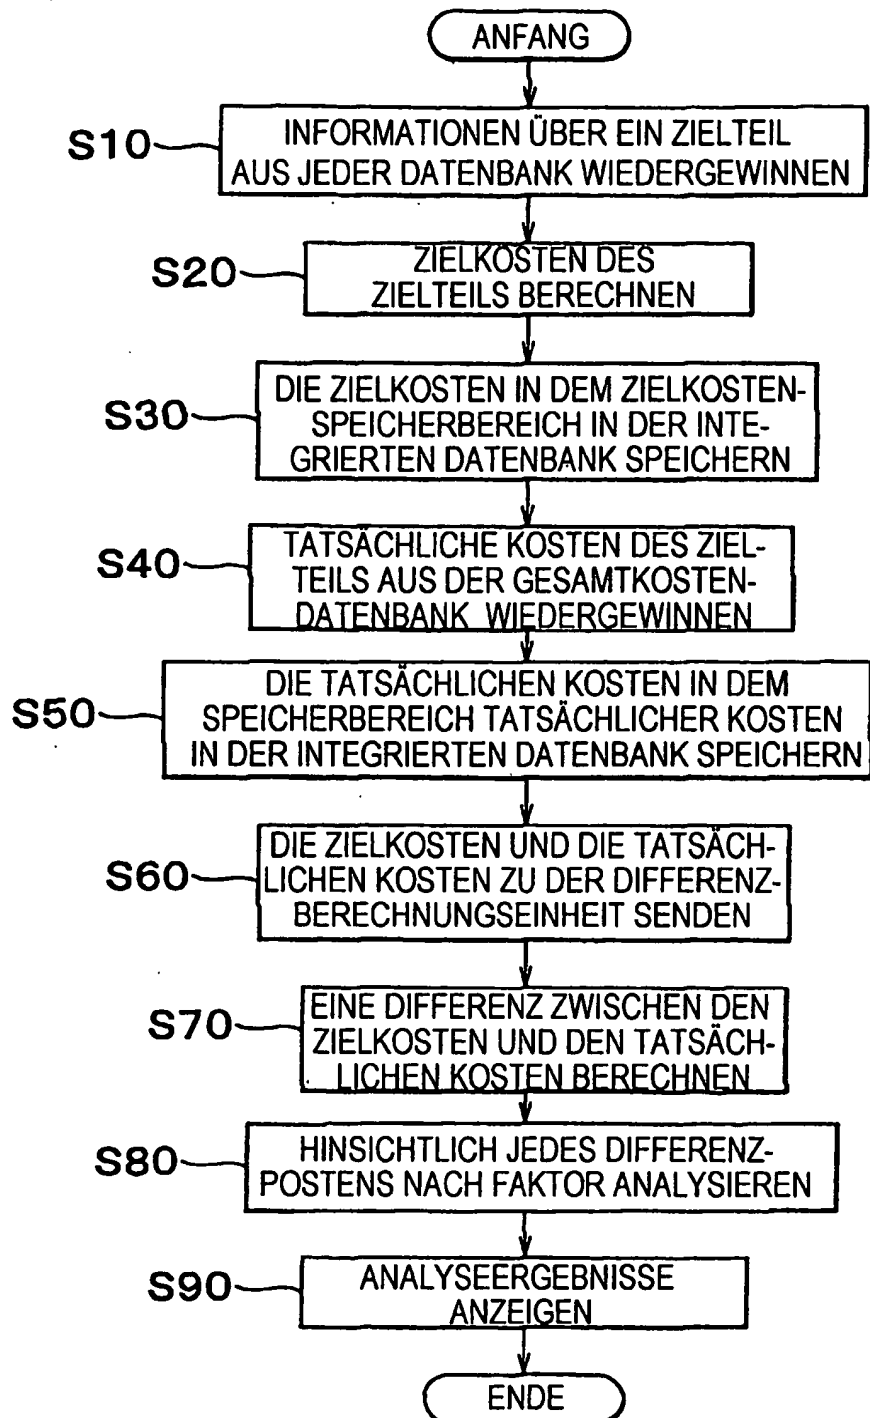 ANFANG
S10
INFORMATIONEN ÜBER EIN ZIELTEIL
AUS JEDER DATENBANK WIEDERGEWINNEN
S20
ZIELKOSTEN DES
ZIELTEILS BERECHNEN
S30
DIE ZIELKOSTEN IN DEM ZIELKOSTEN-
SPEICHERBEREICH IN DER INTE-
GRIERTEN DATENBANK SPEICHERN
S40
TATSÄCHLICHE KOSTEN DES ZIEL-
TEILS AUS DER GESAMTKOSTEN-
DATENBANK WIEDERGEWINNEN
S50
DIE TATSÄCHLICHEN KOSTEN IN DEM
SPEICHERBEREICH TATSÄCHLICHER KOSTEN
IN DER INTEGRIERTEN DATENBANK SPEICHERN
S60
DIE ZIELKOSTEN UND DIE TATSÄCH-
LICHEN KOSTEN ZU DER DIFFERENZ-
BERECHNUNGSEINHEIT SENDEN
S70
EINE DIFFERENZ ZWISCHEN DEN
ZIELKOSTEN UND DEN TATSÄCH-
LICHEN KOSTEN BERECHNEN
S80
HINSICHTLICH JEDES DIFFERENZ-
POSTENS NACH FAKTOR ANALYSIEREN
S90
ANALYSEERGEBNISSE
ANZEIGEN
ENDE